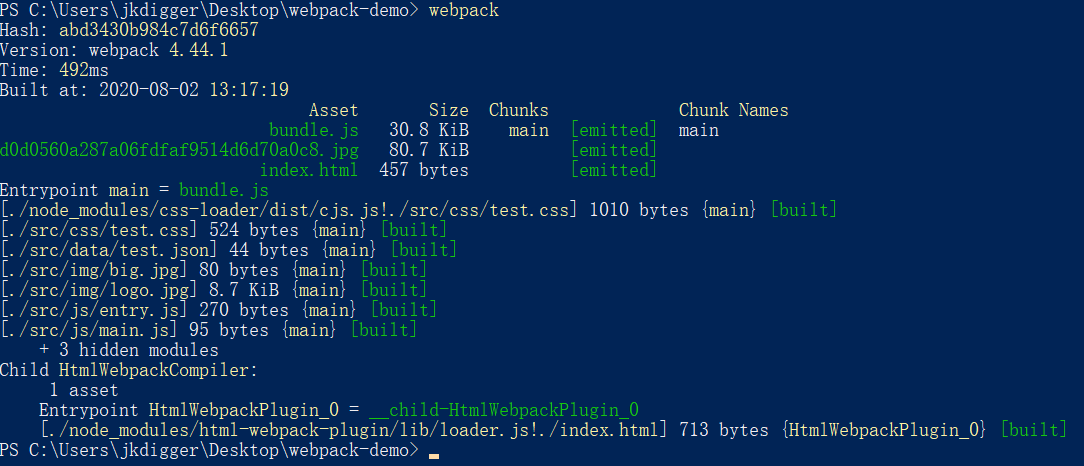 PS C:\Users\jkdigger\Desktop\webpack-demo> webpack
Hash: abd3430b984c7d6f6657
Version: webpack 4.44.1
Time: 492ms
Built at: 2020-08-02 13:17:19
Asset Size Chunks Chunk Names
bundle.js 30.8 KiB main [emitted] main
d0d0560a287a06fdfaf9514d6d70a0c8.jpg 80.7 KiB [emitted]
index.html 457 bytes [emitted]
Entrypoint main = bundle.js
[./node_modules/css-loader/dist/cjs.js!./src/css/test.css] 1010 bytes {main} [built]
[./src/css/test.css] 524 bytes {main} [built]
[./src/data/test.json] 44 bytes {main} [built]
[./src/img/big.jpg] 80 bytes {main} [built]
[./src/img/logo.jpg] 8.7 KiB {main} [built]
[./src/js/entry.js] 270 bytes {main} [built]
[./src/js/main.js] 95 bytes {main} [built]
+ 3 hidden modules
Child HtmlWebpackCompiler:
1 asset
Entrypoint HtmlWebpackPlugin_0 = __child-HtmlWebpackPlugin_0
[./node_modules/html-webpack-plugin/lib/loader.js!./index.html] 713 bytes {HtmlWebpackPlugin_0} [built]
PS C:\Users\jkdigger\Desktop\webpack-demo>